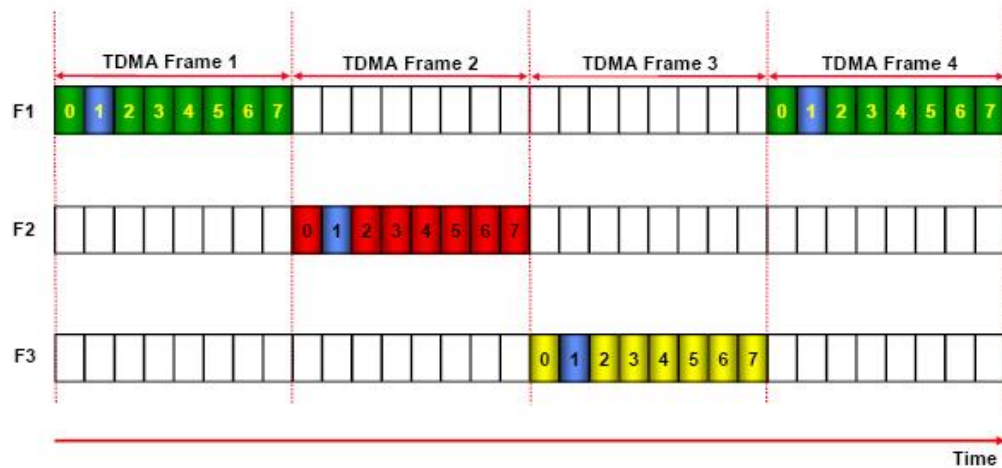 TDMA Frame 1 TDMA Frame 2 TDMA Frame 3 TDMA Frame 4
F1 0 1 2 3 4 5 6 7 0 1 2 3 4 5 6 7
F2 0 1 2 3 4 5 6 7
F3 0 1 2 3 4 5 6 7
Time